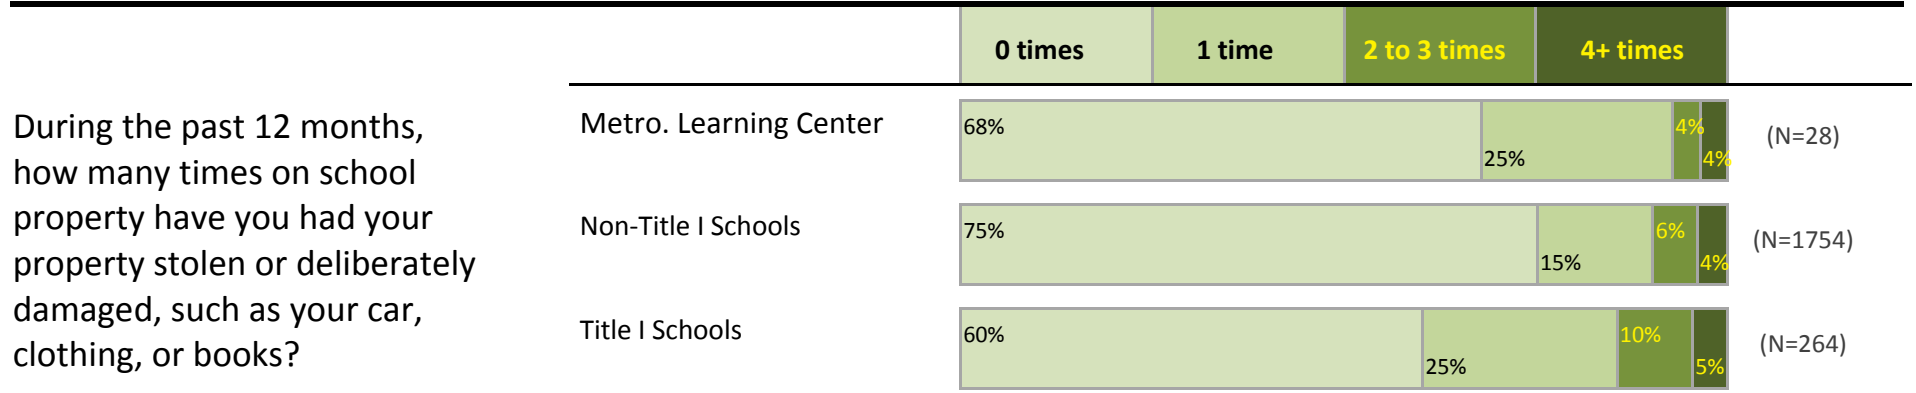 0 times 1 time 2 to 3 times 4+ times
During the past 12 months,
how many times on school
property have you had your
property stolen or deliberately
damaged, such as your car,
clothing, or books?
Metro. Learning Center 68% 25% 4% 4% (N=28)
Non-Title I Schools 75% 15% 6% 4% (N=1754)
Title I Schools 60% 25% 10% 5% (N=264)